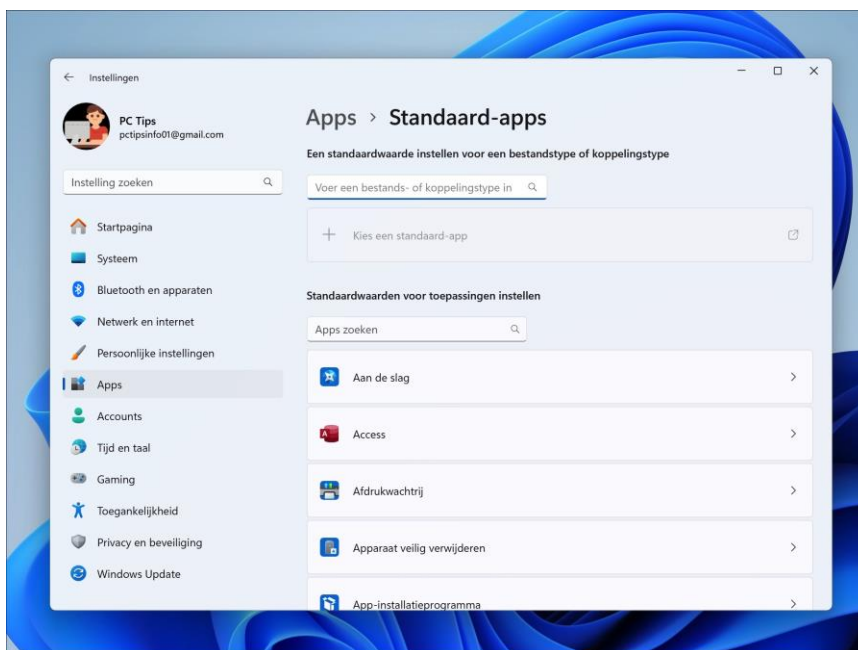 Instellingen
PC Tips
pctipsinfo01@gmail.com
Instelling zoeken
Startpagina
Systeem
Bluetooth en apparaten
Netwerk en internet
Persoonlijke instellingen
Apps
Accounts
Tijd en taal
Gaming
Toegankelijkheid
Privacy en beveiliging
Windows Update
Apps > Standaard-apps
Een standaardwaarde instellen voor een bestandstype of koppelingstype
Voer een bestands- of koppelingstype in
Kies een standaard-app
Standaardwaarden voor toepassingen instellen
Apps zoeken
Aan de slag
Access
Afdrukwachtrij
Apparaat veilig verwijderen
App-installatieprogramma